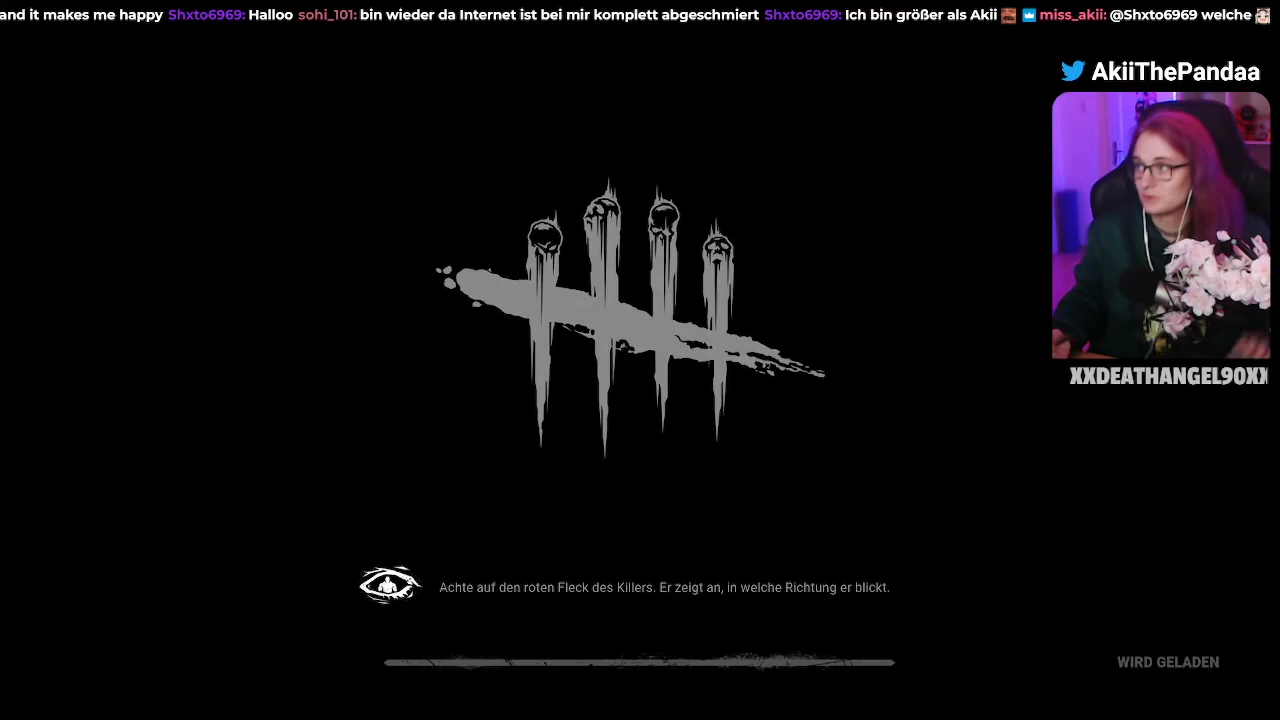 and it makes me happy Shxto6969: Halloo sohi_101: bin wieder da Internet ist bei mir komplett abgeschmiert Shxto6969: Ich bin größer als Akii miss_akii: @Shxto6969 welche
AkiiThePandaa
XXDEATHANGEL90XX
Achte auf den roten Fleck des Killers. Er zeigt an, in welche Richtung er blickt.
WIRD GELADEN